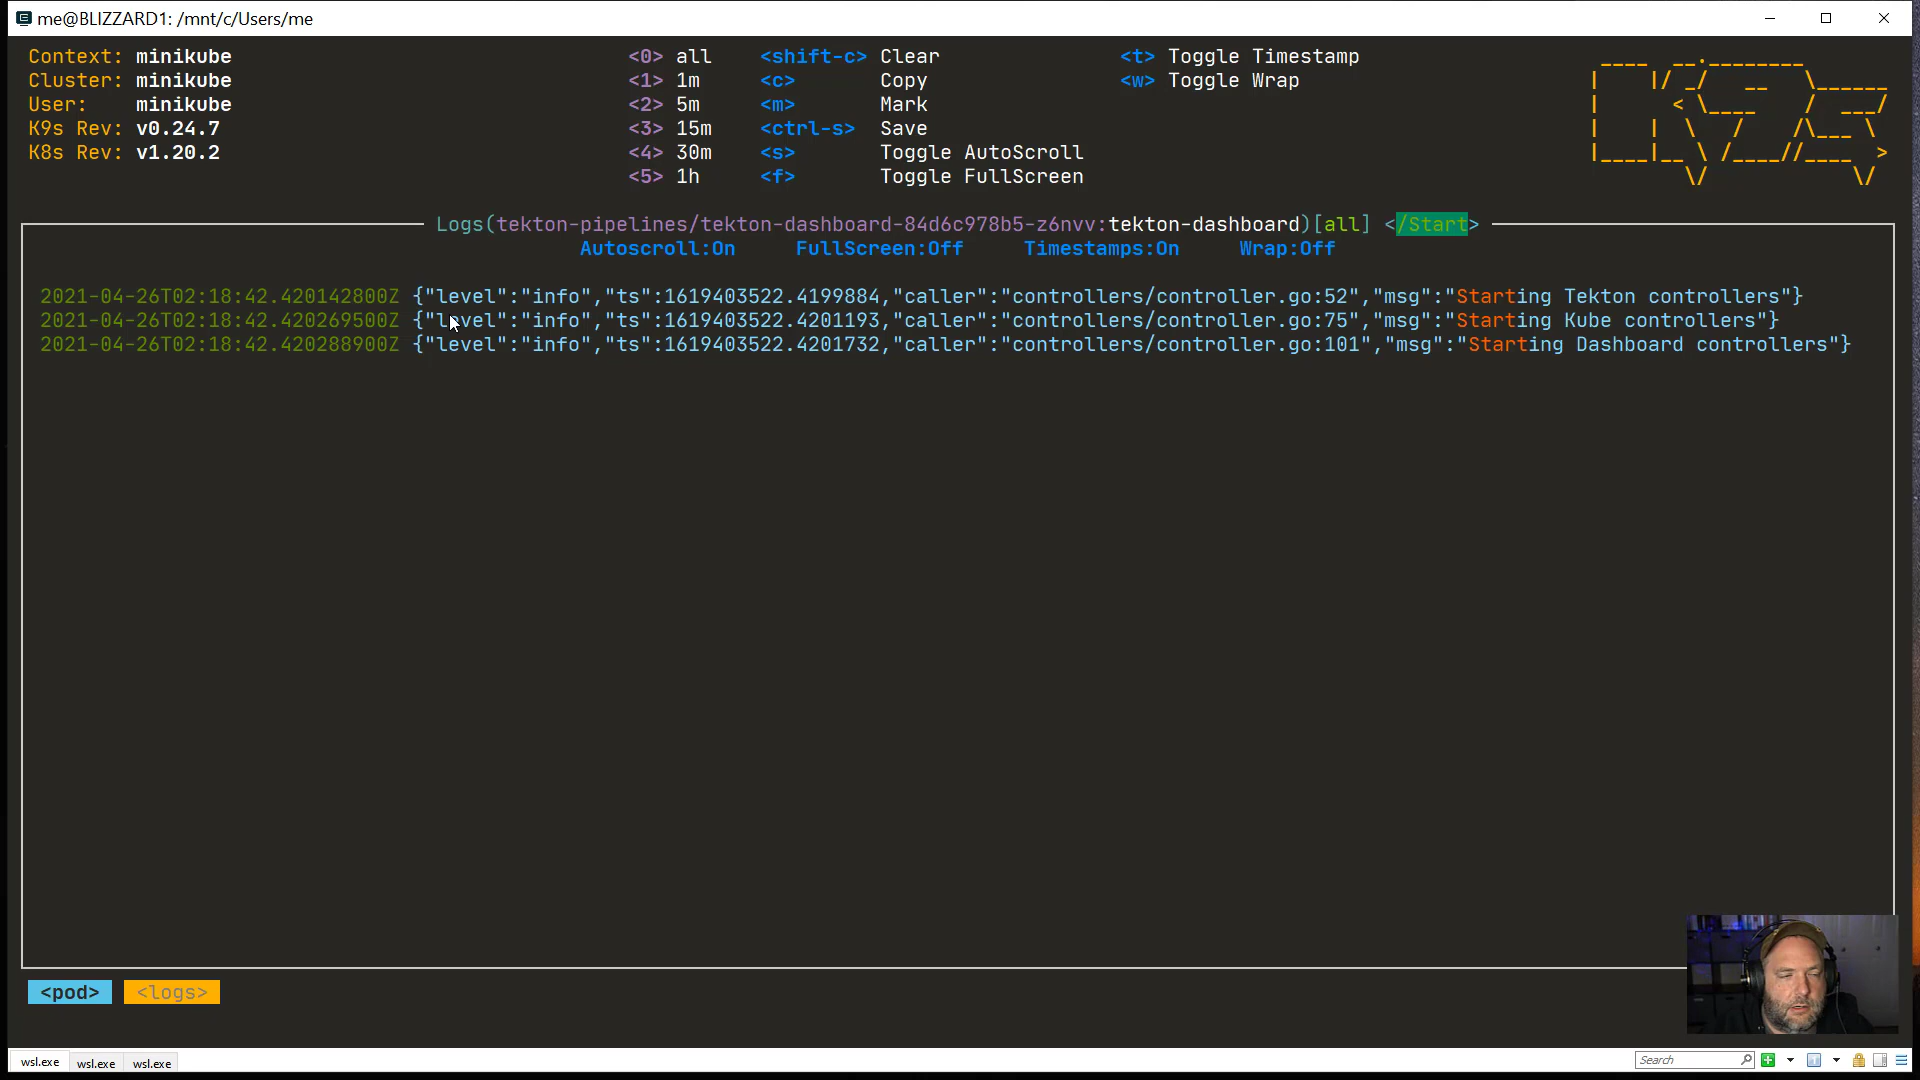 me@BLIZZARD1: /mnt/c/Users/me
Context: minikube <0> all <shift-c> Clear <t> Toggle Timestamp
Cluster: minikube <1> 1m <c> Copy <w> Toggle Wrap
User: minikube <2> 5m <m> Mark
K9s Rev: v0.24.7 <3> 15m <ctrl-s> Save
K8s Rev: v1.20.2 <4> 30m <s> Toggle AutoScroll
<5> 1h <f> Toggle FullScreen
Logs(tekton-pipelines/tekton-dashboard-84d6c978b5-z6nvv:tekton-dashboard)[all] </Start>
Autoscroll:On FullScreen:Off Timestamps:On Wrap:Off
2021-04-26T02:18:42.420142800Z {"level":"info","ts":1619403522.4199884,"caller":"controllers/controller.go:52","msg":"Starting Tekton controllers"}
2021-04-26T02:18:42.420269500Z {"level":"info","ts":1619403522.4201193,"caller":"controllers/controller.go:75","msg":"Starting Kube controllers"}
2021-04-26T02:18:42.420288900Z {"level":"info","ts":1619403522.4201732,"caller":"controllers/controller.go:101","msg":"Starting Dashboard controllers"}
<pod> <logs>
wsl.exe wsl.exe wsl.exe Search